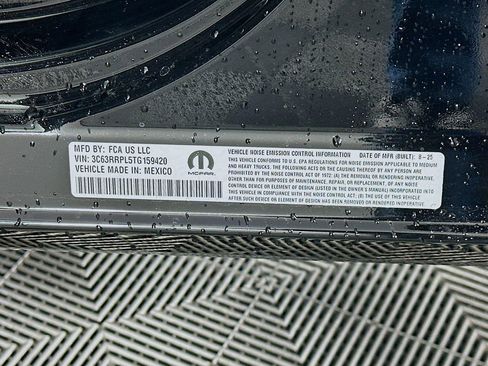 MFD BY: FCA US LLC
VIN: 3C63RRPL5TG159420
VEHICLE MADE IN: MEXICO
MOPAR
VEHICLE NOISE EMISSION CONTROL INFORMATION DATE OF MFR (BUILT): 8-25
THIS VEHICLE CONFORMS TO U.S. EPA REGULATIONS FOR NOISE EMISSION APPLICABLE TO MEDIUM
AND HEAVY TRUCKS. THE FOLLOWING ACTS OR THE CAUSING THEREOF BY ANY PERSON ARE
PROHIBITED BY THE NOISE CONTROL ACT OF 1972: (A) THE REMOVAL OR RENDERING INOPERATIVE,
OTHER THAN FOR PURPOSES OF MAINTENANCE, REPAIR, OR REPLACEMENT, OF ANY NOISE CONTROL
DEVICE OR ELEMENT OF DESIGN (LISTED IN THE OWNER'S MANUAL) INCORPORATED INTO THIS
VEHICLE IN COMPLIANCE WITH THE NOISE CONTROL ACT; (B) THE USE OF THIS VEHICLE
AFTER SUCH DEVICE OR ELEMENT OF DESIGN HAS BEEN REMOVED OR RENDERED INOPERATIVE.